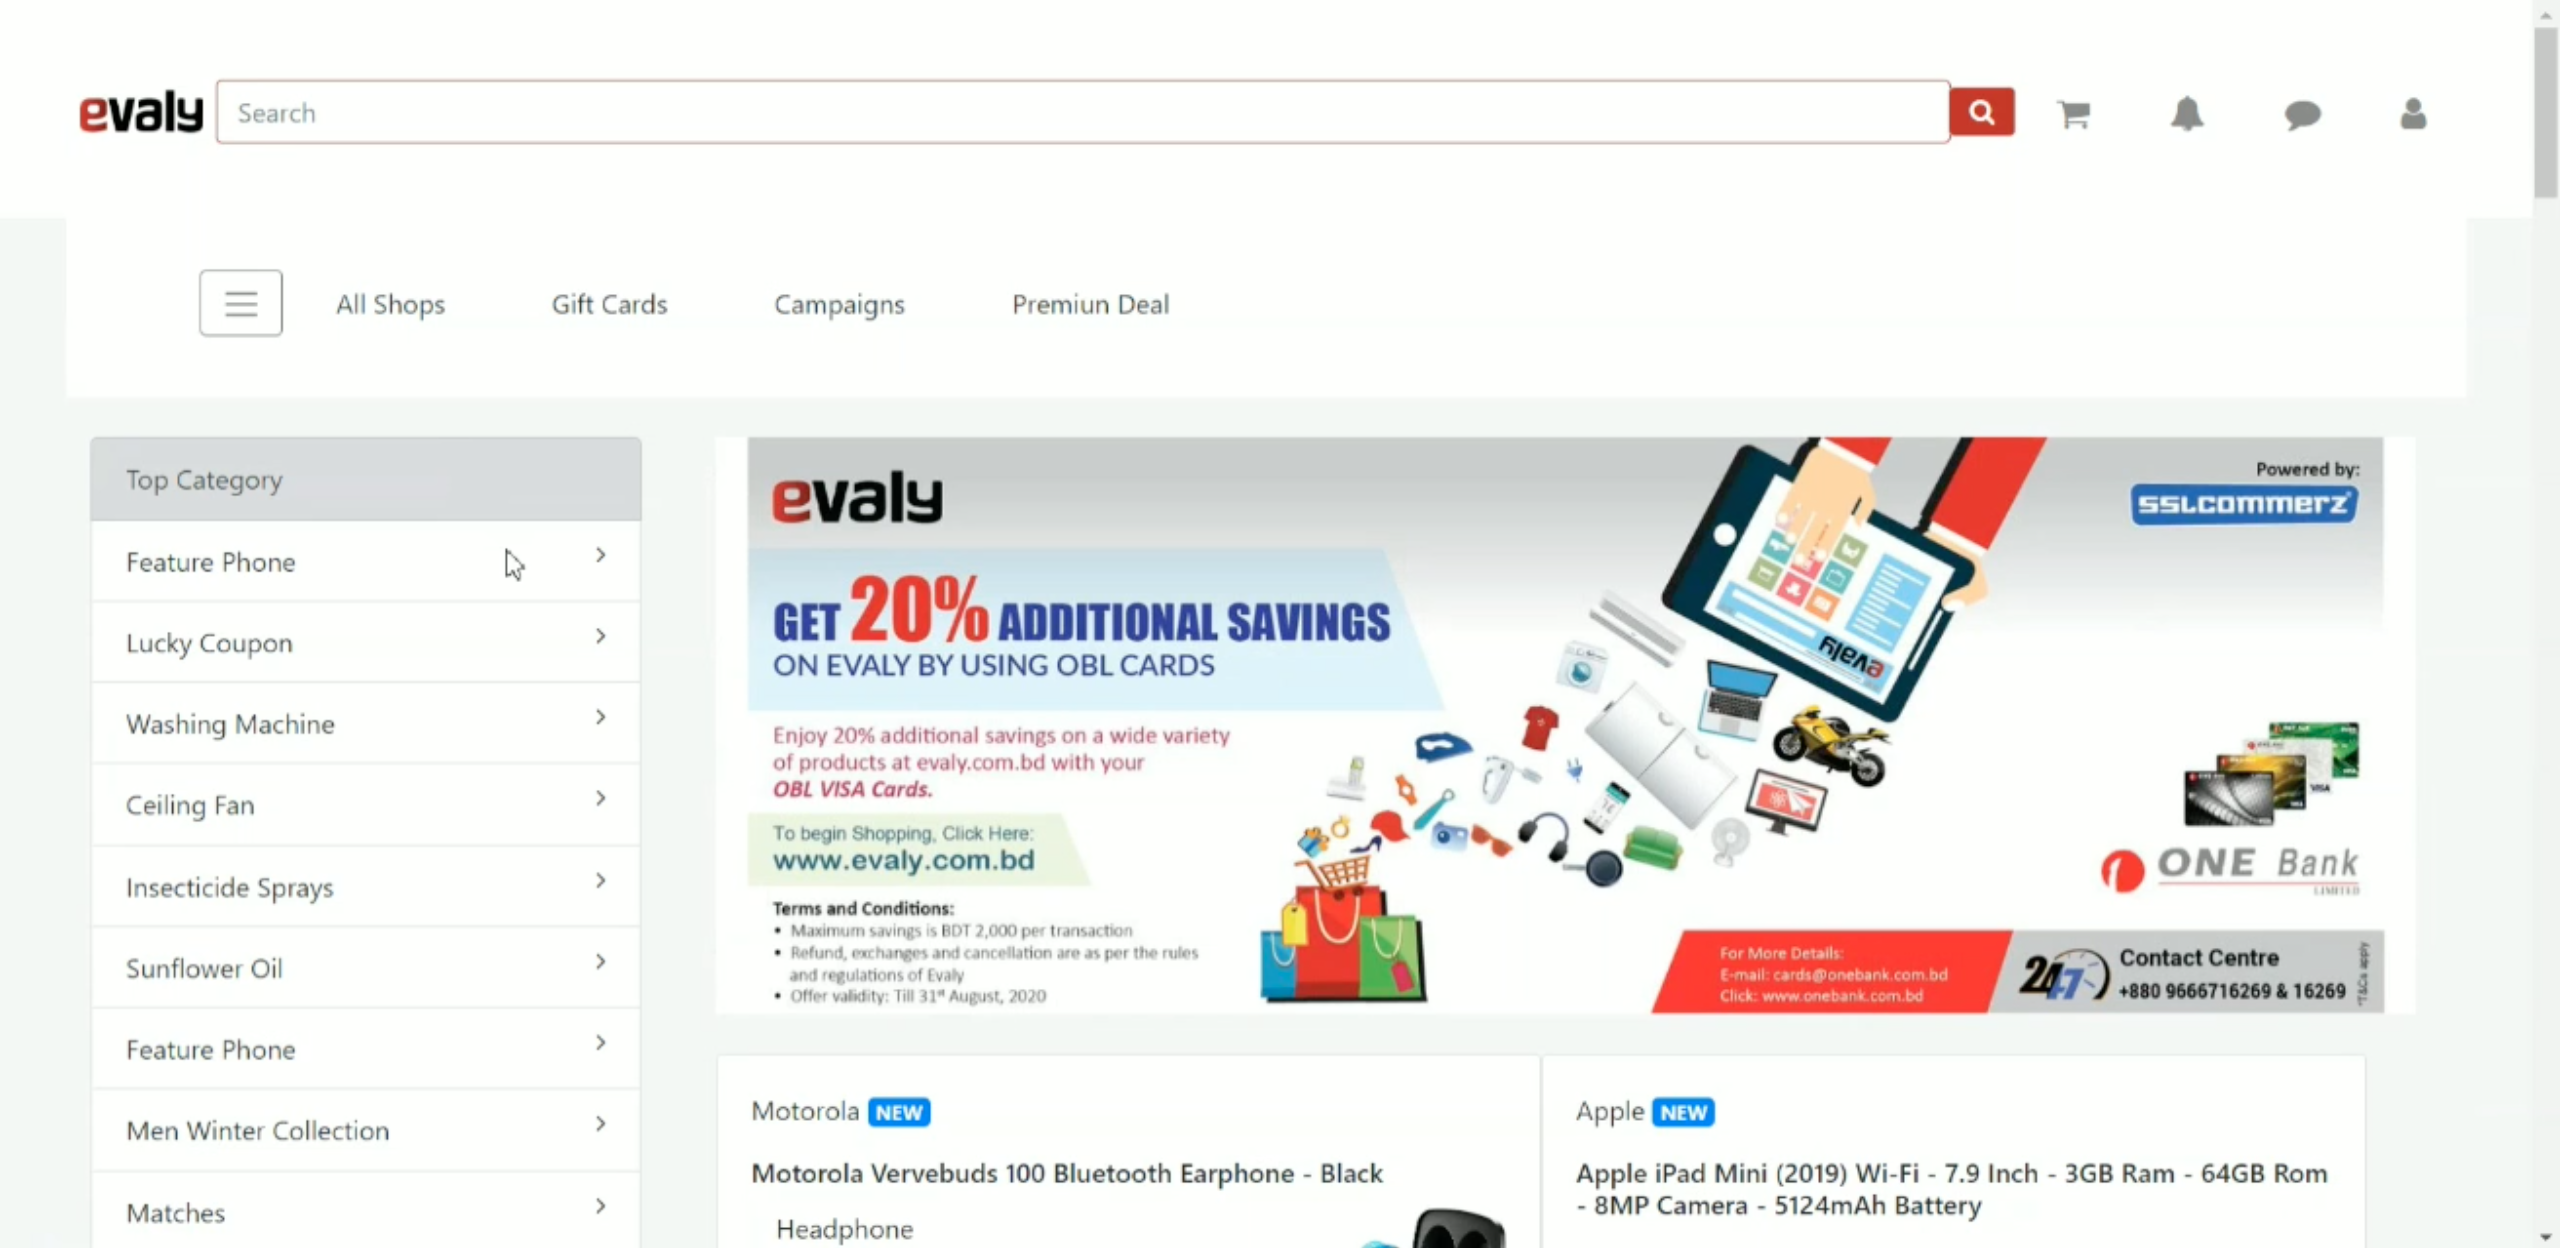 evaly
Search
All Shops
Gift Cards
Campaigns
Premiun Deal
Top Category
Feature Phone
Lucky Coupon
Washing Machine
Ceiling Fan
Insecticide Sprays
Sunflower Oil
Feature Phone
Men Winter Collection
Matches
evaly
GET 20% ADDITIONAL SAVINGS
ON EVALY BY USING OBL CARDS
Enjoy 20% additional savings on a wide variety
of products at evaly.com.bd with your
OBL VISA Cards.
To begin Shopping, Click Here:
www.evaly.com.bd
Terms and Conditions:
• Maximum savings is BDT 2,000 per transaction
• Refund, exchanges and cancellation are as per the rules
and regulations of Evaly
• Offer validity: Till 31st August, 2020
evaly
Powered by:
SSLCOMMERZ
VISA
ONE Bank
LIMITED
For More Details:
E-mail: cards@onebank.com.bd
Click: www.onebank.com.bd
247
Contact Centre
+880 9666716269 & 16269
*T&Cs apply
Motorola NEW
Motorola Vervebuds 100 Bluetooth Earphone - Black
Headphone
Apple NEW
Apple iPad Mini (2019) Wi-Fi - 7.9 Inch - 3GB Ram - 64GB Rom
- 8MP Camera - 5124mAh Battery